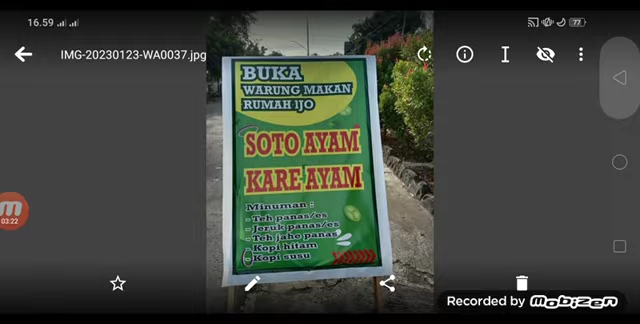 16.59
77
IMG-20230123-WA0037.jpg
BUKA
WARUNG MAKAN
RUMAH IJO
SOTO AYAM
KARE AYAM
Minuman :
- Teh panas/es
- Jeruk panas/es
- Teh jahe panas
- Kopi hitam
- Kopi susu
03:22
Recorded by Mobizen